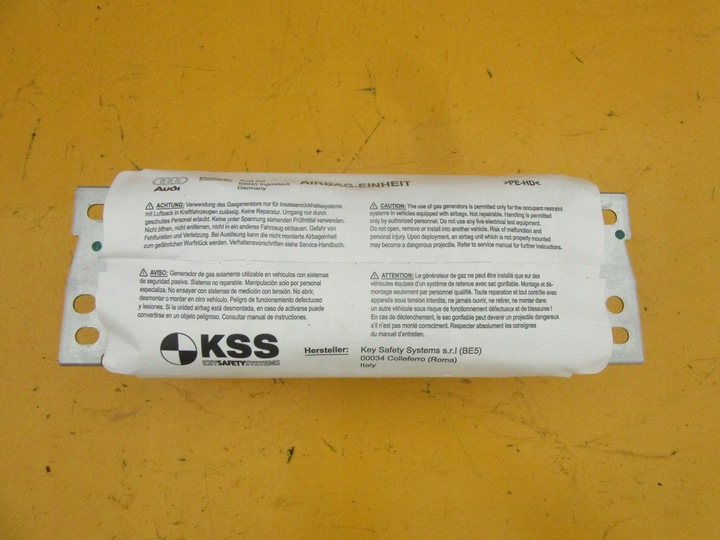 Audi
Audi AG
85045 Ingolstadt
Germany
AIRBAG-EINHEIT
>PE-HD<
ACHTUNG: Verwendung des Gasgenerators nur für Insassenrückhaltesysteme
mit Luftsack in Kraftfahrzeugen zulässig. Keine Reparatur. Umgang nur durch
geschultes Personal erlaubt. Keine unter Spannung stehenden Prüfmittel verwenden.
Nicht öffnen, nicht entfernen, nicht in ein anderes Fahrzeug einbauen. Gefahr von
Fehlfunktion und Verletzung. Bei Auslösung kann die nicht montierte Airbageinheit
zum gefährlichen Wurfstück werden. Verhaltensvorschriften siehe Service-Handbuch.
CAUTION: The use of gas generators is permitted only for the occupant restraint
systems in vehicles equipped with airbags. Not repairable. Handling is permitted
only by authorized personnel. Do not use any live electrical test equipment.
Do not open, remove or install into another vehicle. Risk of malfunction and
personal injury. Upon deployment, an airbag unit which is not properly mounted
may become a dangerous projectile. Refer to service manual for further instructions.
AVISO: Generador de gas solamente utilizable en vehículos con sistemas
de seguridad pasiva. Sistema no reparable. Manipulación solo por personal
especializa. No ensayar con sistemas de medición con tensión. No abrir,
desmontar o montar en otro vehículo. Peligro de funcionamiento defectuoso
y lesiones. Si la unidad airbag está desmontada, en caso de activarse puede
convertirse en un objeto peligroso. Consultar manual de instrucciones.
ATTENTION: Le générateur de gaz ne peut être installé que sur des
véhicules équipes d'un système de retenue avec sac gonflable. Montage et dé-
montage seulement par personnel qualifié. Toute reparation et tout contrôle avec
appareils sous tension interdits, ne jamais ouvrir, ne retirer, ne monter dans
un autre véhicule sous risque de fonctionnement défectueux et de blessures !
En cas de déclenchement, le sac gonflable peut devenir un projectile dangereux
s'il n'est pas monté correctment. Respecter absolument les consignes
du manuel d'entretien.
KSS
KEYSAFETYSYSTEMS
Hersteller: Key Safety Systems s.r.l (BE5)
00034 Colleferro (Roma)
Italy